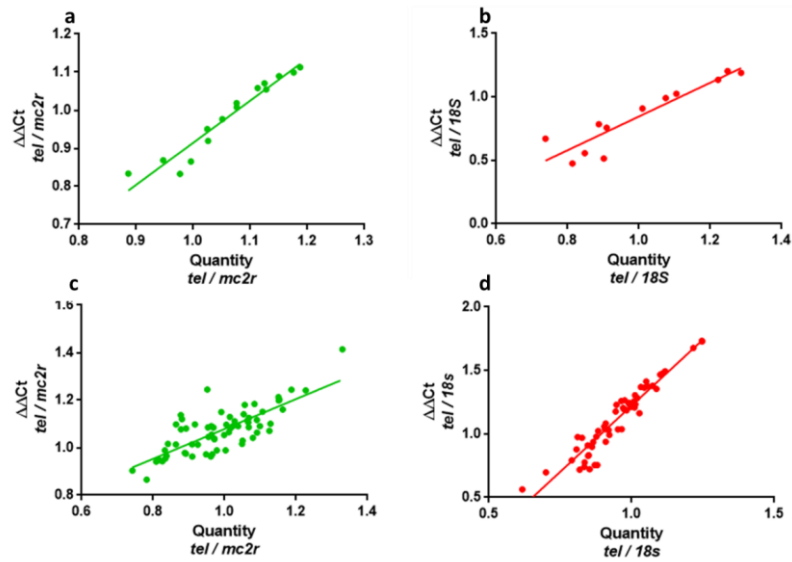 a
1.2
1.1
1.0
0.9
0.8
0.7
0.8 0.9 1.0 1.1 1.2 1.3
ΔΔCt
tel / mc2r
Quantity
tel / mc2r
b
1.5
1.0
0.5
0.0
0.6 0.8 1.0 1.2 1.4
ΔΔCt
tel / 18S
Quantity
tel / 18S
c
1.6
1.4
1.2
1.0
0.8
0.6 0.8 1.0 1.2 1.4
ΔΔCt
tel / mc2r
Quantity
tel / mc2r
d
2.0
1.5
1.0
0.5
0.5 1.0 1.5
ΔΔCt
tel / 18s
Quantity
tel / 18s